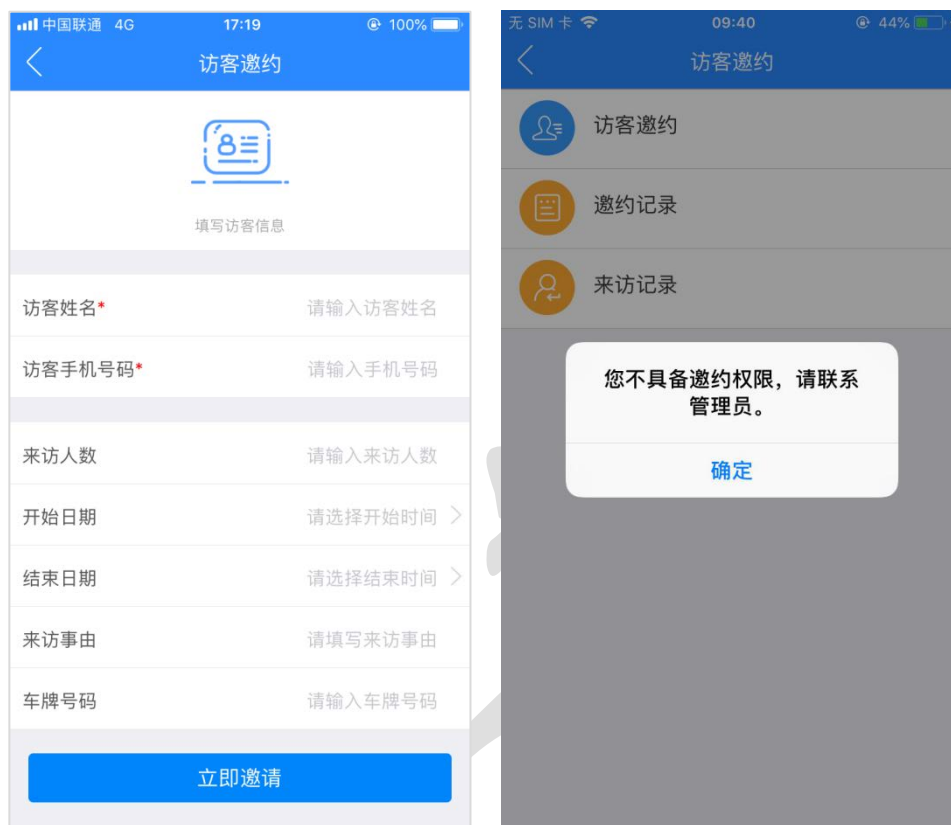 中国联通 4G 17:19 100%
访客邀约
填写访客信息
访客姓名* 请输入访客姓名
访客手机号码* 请输入手机号码
来访人数 请输入来访人数
开始日期 请选择开始时间
结束日期 请选择结束时间
来访事由 请填写来访事由
车牌号码 请输入车牌号码
立即邀请
无 SIM 卡 09:40 44%
访客邀约
访客邀约
邀约记录
来访记录
您不具备邀约权限，请联系
管理员。
确定